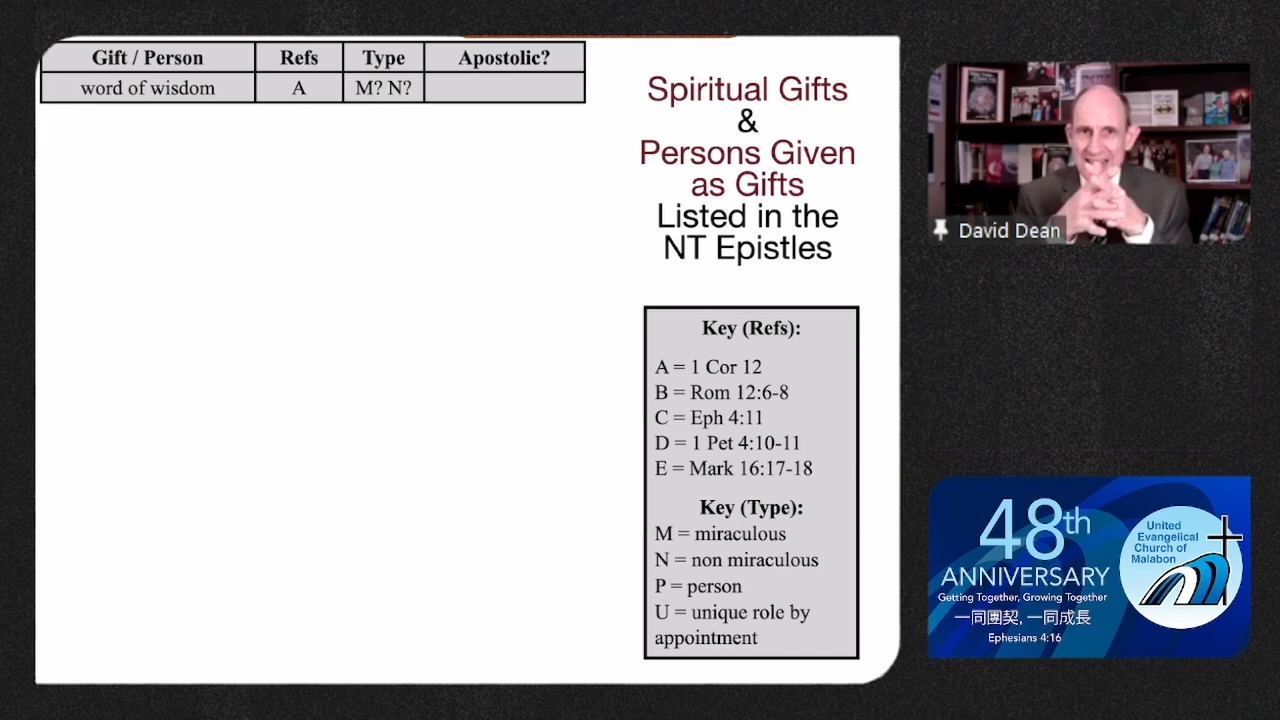 Gift / Person Refs Type Apostolic?
word of wisdom A M? N?
Spiritual Gifts
&
Persons Given
as Gifts
Listed in the
NT Epistles
Key (Refs):
A = 1 Cor 12
B = Rom 12:6-8
C = Eph 4:11
D = 1 Pet 4:10-11
E = Mark 16:17-18
Key (Type):
M = miraculous
N = non miraculous
P = person
U = unique role by
appointment
David Dean
48th
ANNIVERSARY
Getting Together, Growing Together
一同團契, 一同成長
Ephesians 4:16
United
Evangelical
Church of
Malabon